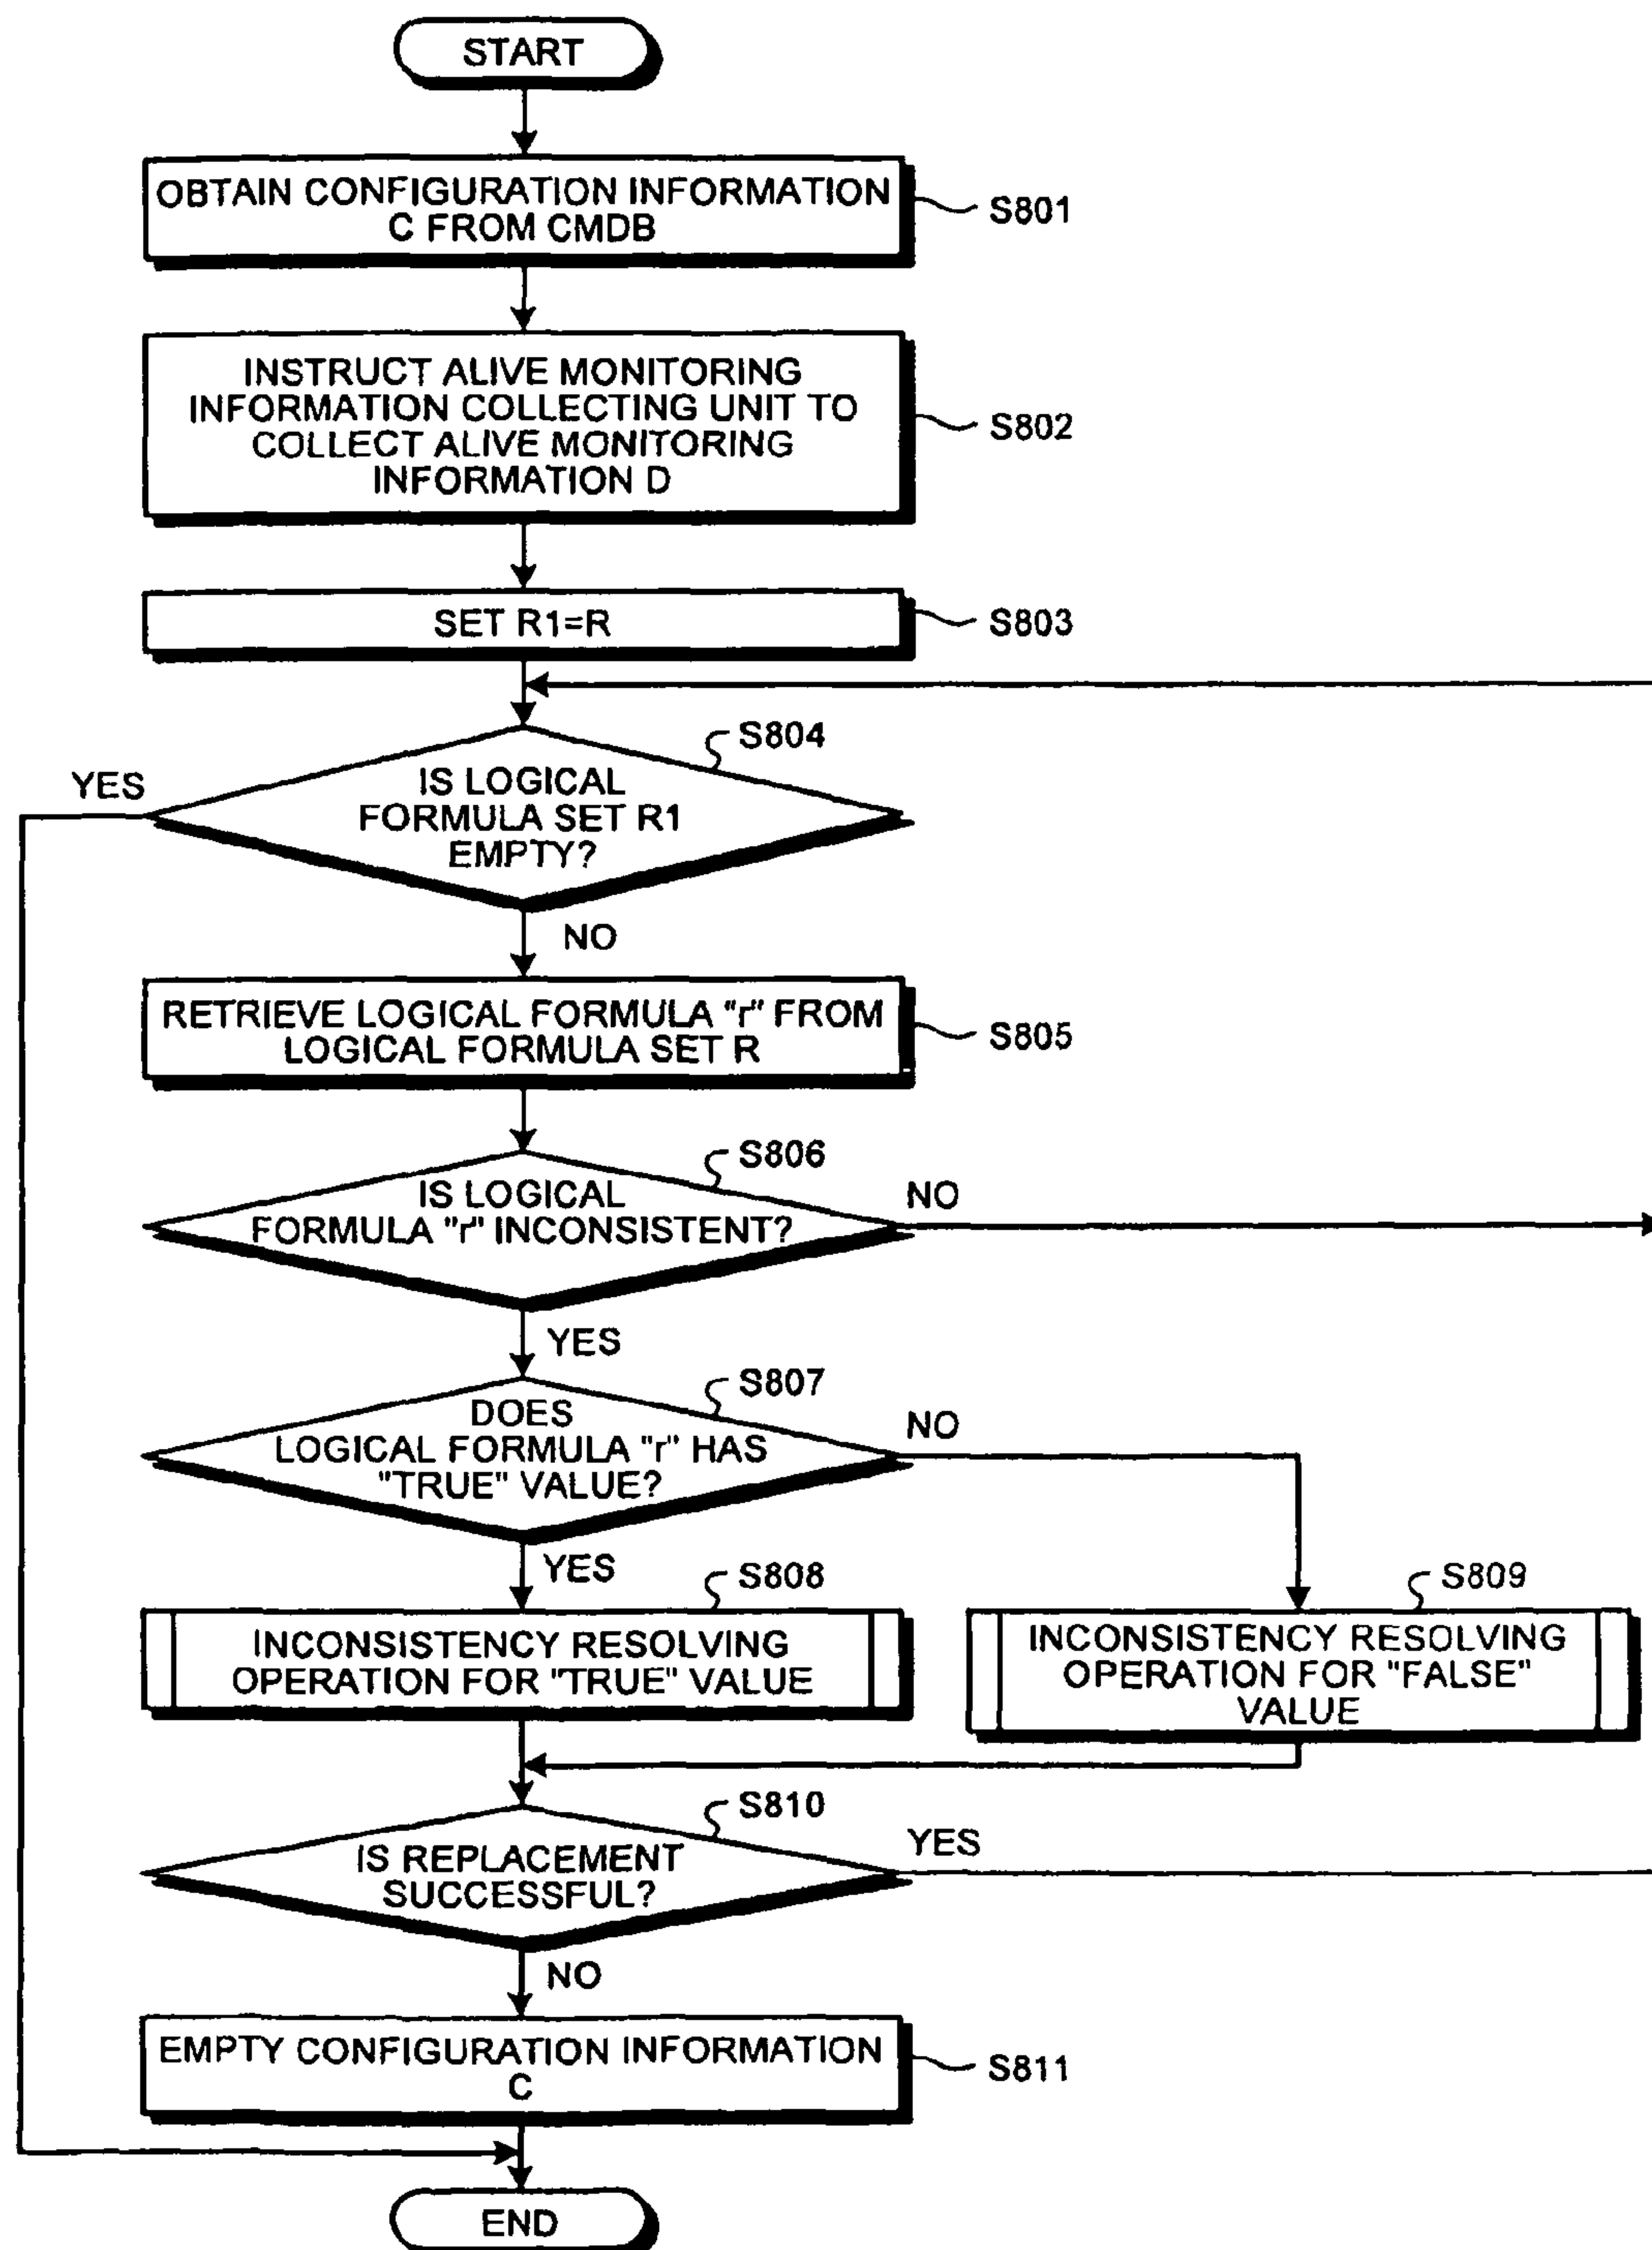 START
OBTAIN CONFIGURATION INFORMATION
C FROM CMDB
S801
INSTRUCT ALIVE MONITORING
INFORMATION COLLECTING UNIT TO
COLLECT ALIVE MONITORING
INFORMATION D
S802
SET R1=R
S803
S804
YES
IS LOGICAL
FORMULA SET R1
EMPTY?
NO
RETRIEVE LOGICAL FORMULA "r" FROM
LOGICAL FORMULA SET R
S805
S806
IS LOGICAL
FORMULA "r" INCONSISTENT?
NO
YES
S807
DOES
LOGICAL FORMULA "r" HAS
"TRUE" VALUE?
NO
YES
S808
S809
INCONSISTENCY RESOLVING
OPERATION FOR "TRUE" VALUE
INCONSISTENCY RESOLVING
OPERATION FOR "FALSE"
VALUE
S810
IS REPLACEMENT
SUCCESSFUL?
YES
NO
EMPTY CONFIGURATION INFORMATION
C
S811
END